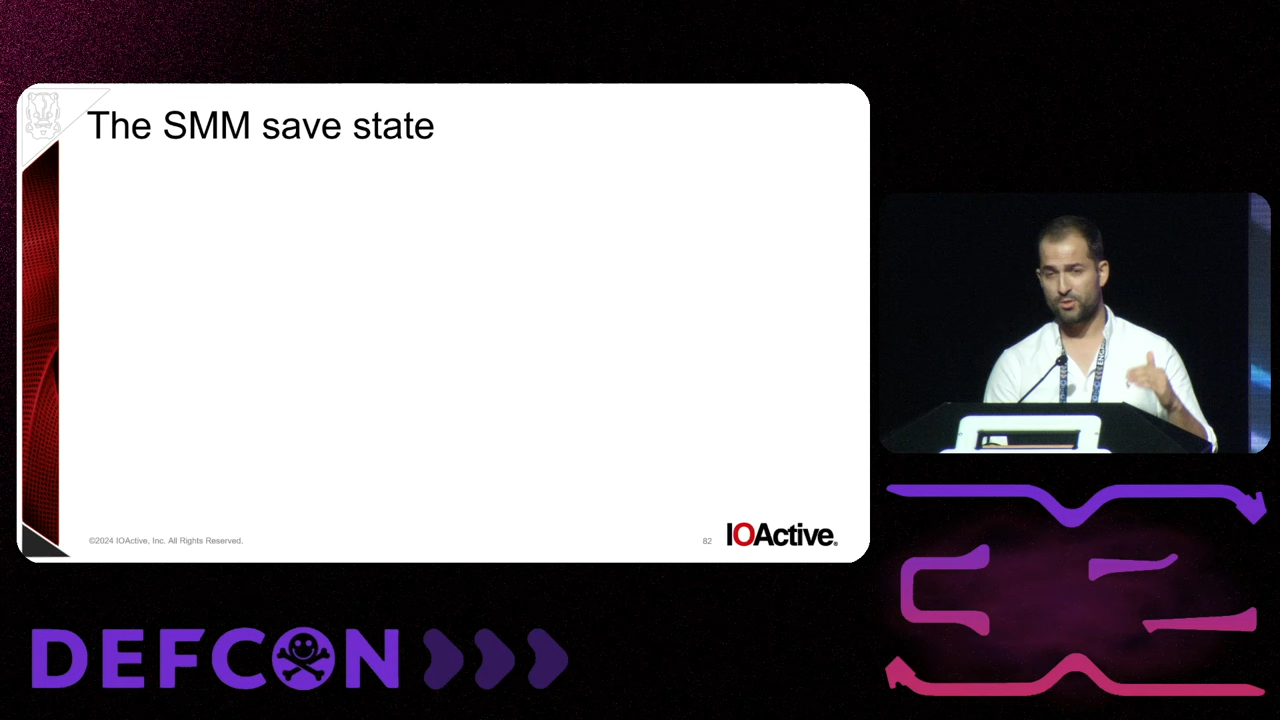 The SMM save state
©2024 IOActive, Inc. All Rights Reserved.
82
IOActive.
DEFCON